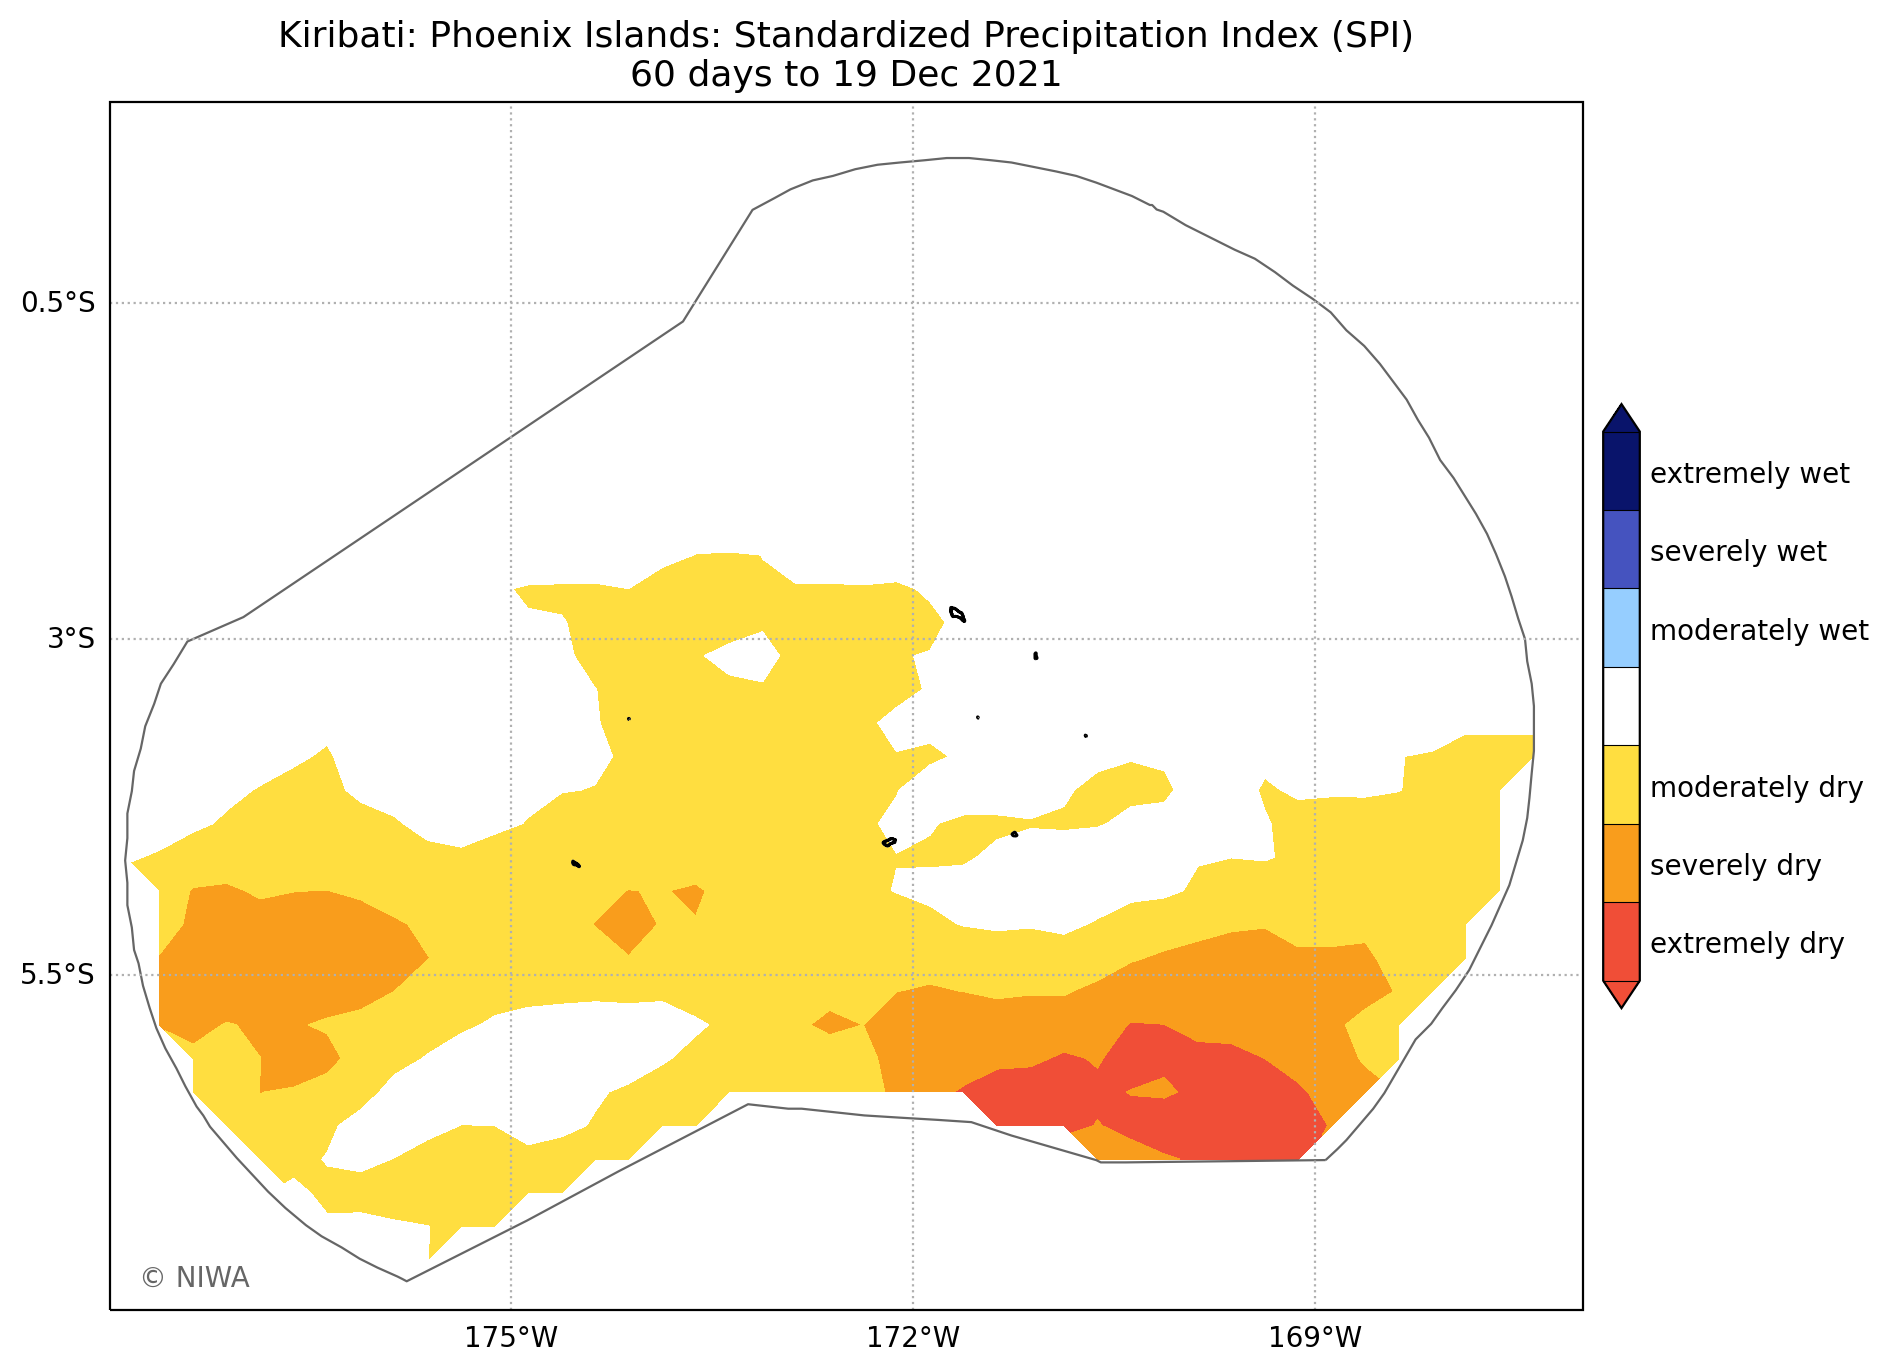 Kiribati: Phoenix Islands: Standardized Precipitation Index (SPI)
60 days to 19 Dec 2021
0.5°S
3°S
5.5°S
175°W
172°W
169°W
extremely wet
severely wet
moderately wet
moderately dry
severely dry
extremely dry
© NIWA